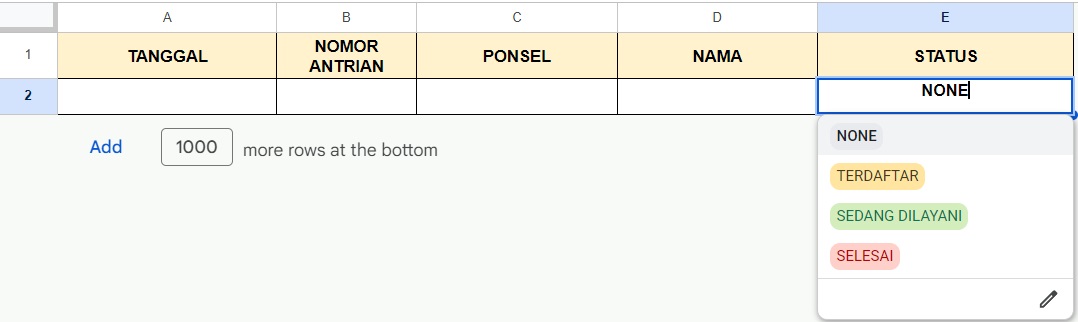 A B C D E
1 TANGGAL NOMOR ANTRIAN PONSEL NAMA STATUS
2 NONE
Add 1000 more rows at the bottom
NONE
TERDAFTAR
SEDANG DILAYANI
SELESAI